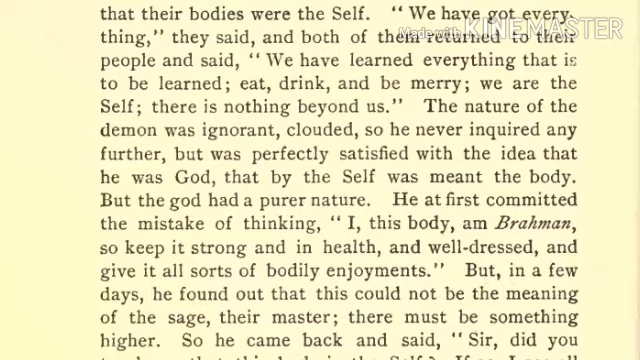 that their bodies were the Self. "We have got every-
thing," they said, and both of them returned to their
people and said, "We have learned everything that is
to be learned; eat, drink, and be merry; we are the
Self; there is nothing beyond us." The nature of the
demon was ignorant, clouded, so he never inquired any
further, but was perfectly satisfied with the idea that
he was God, that by the Self was meant the body.
But the god had a purer nature. He at first committed
the mistake of thinking, "I, this body, am Brahman,
so keep it strong and in health, and well-dressed, and
give it all sorts of bodily enjoyments." But, in a few
days, he found out that this could not be the meaning
of the sage, their master; there must be something
higher. So he came back and said, "Sir, did you
Made with KINEMASTER